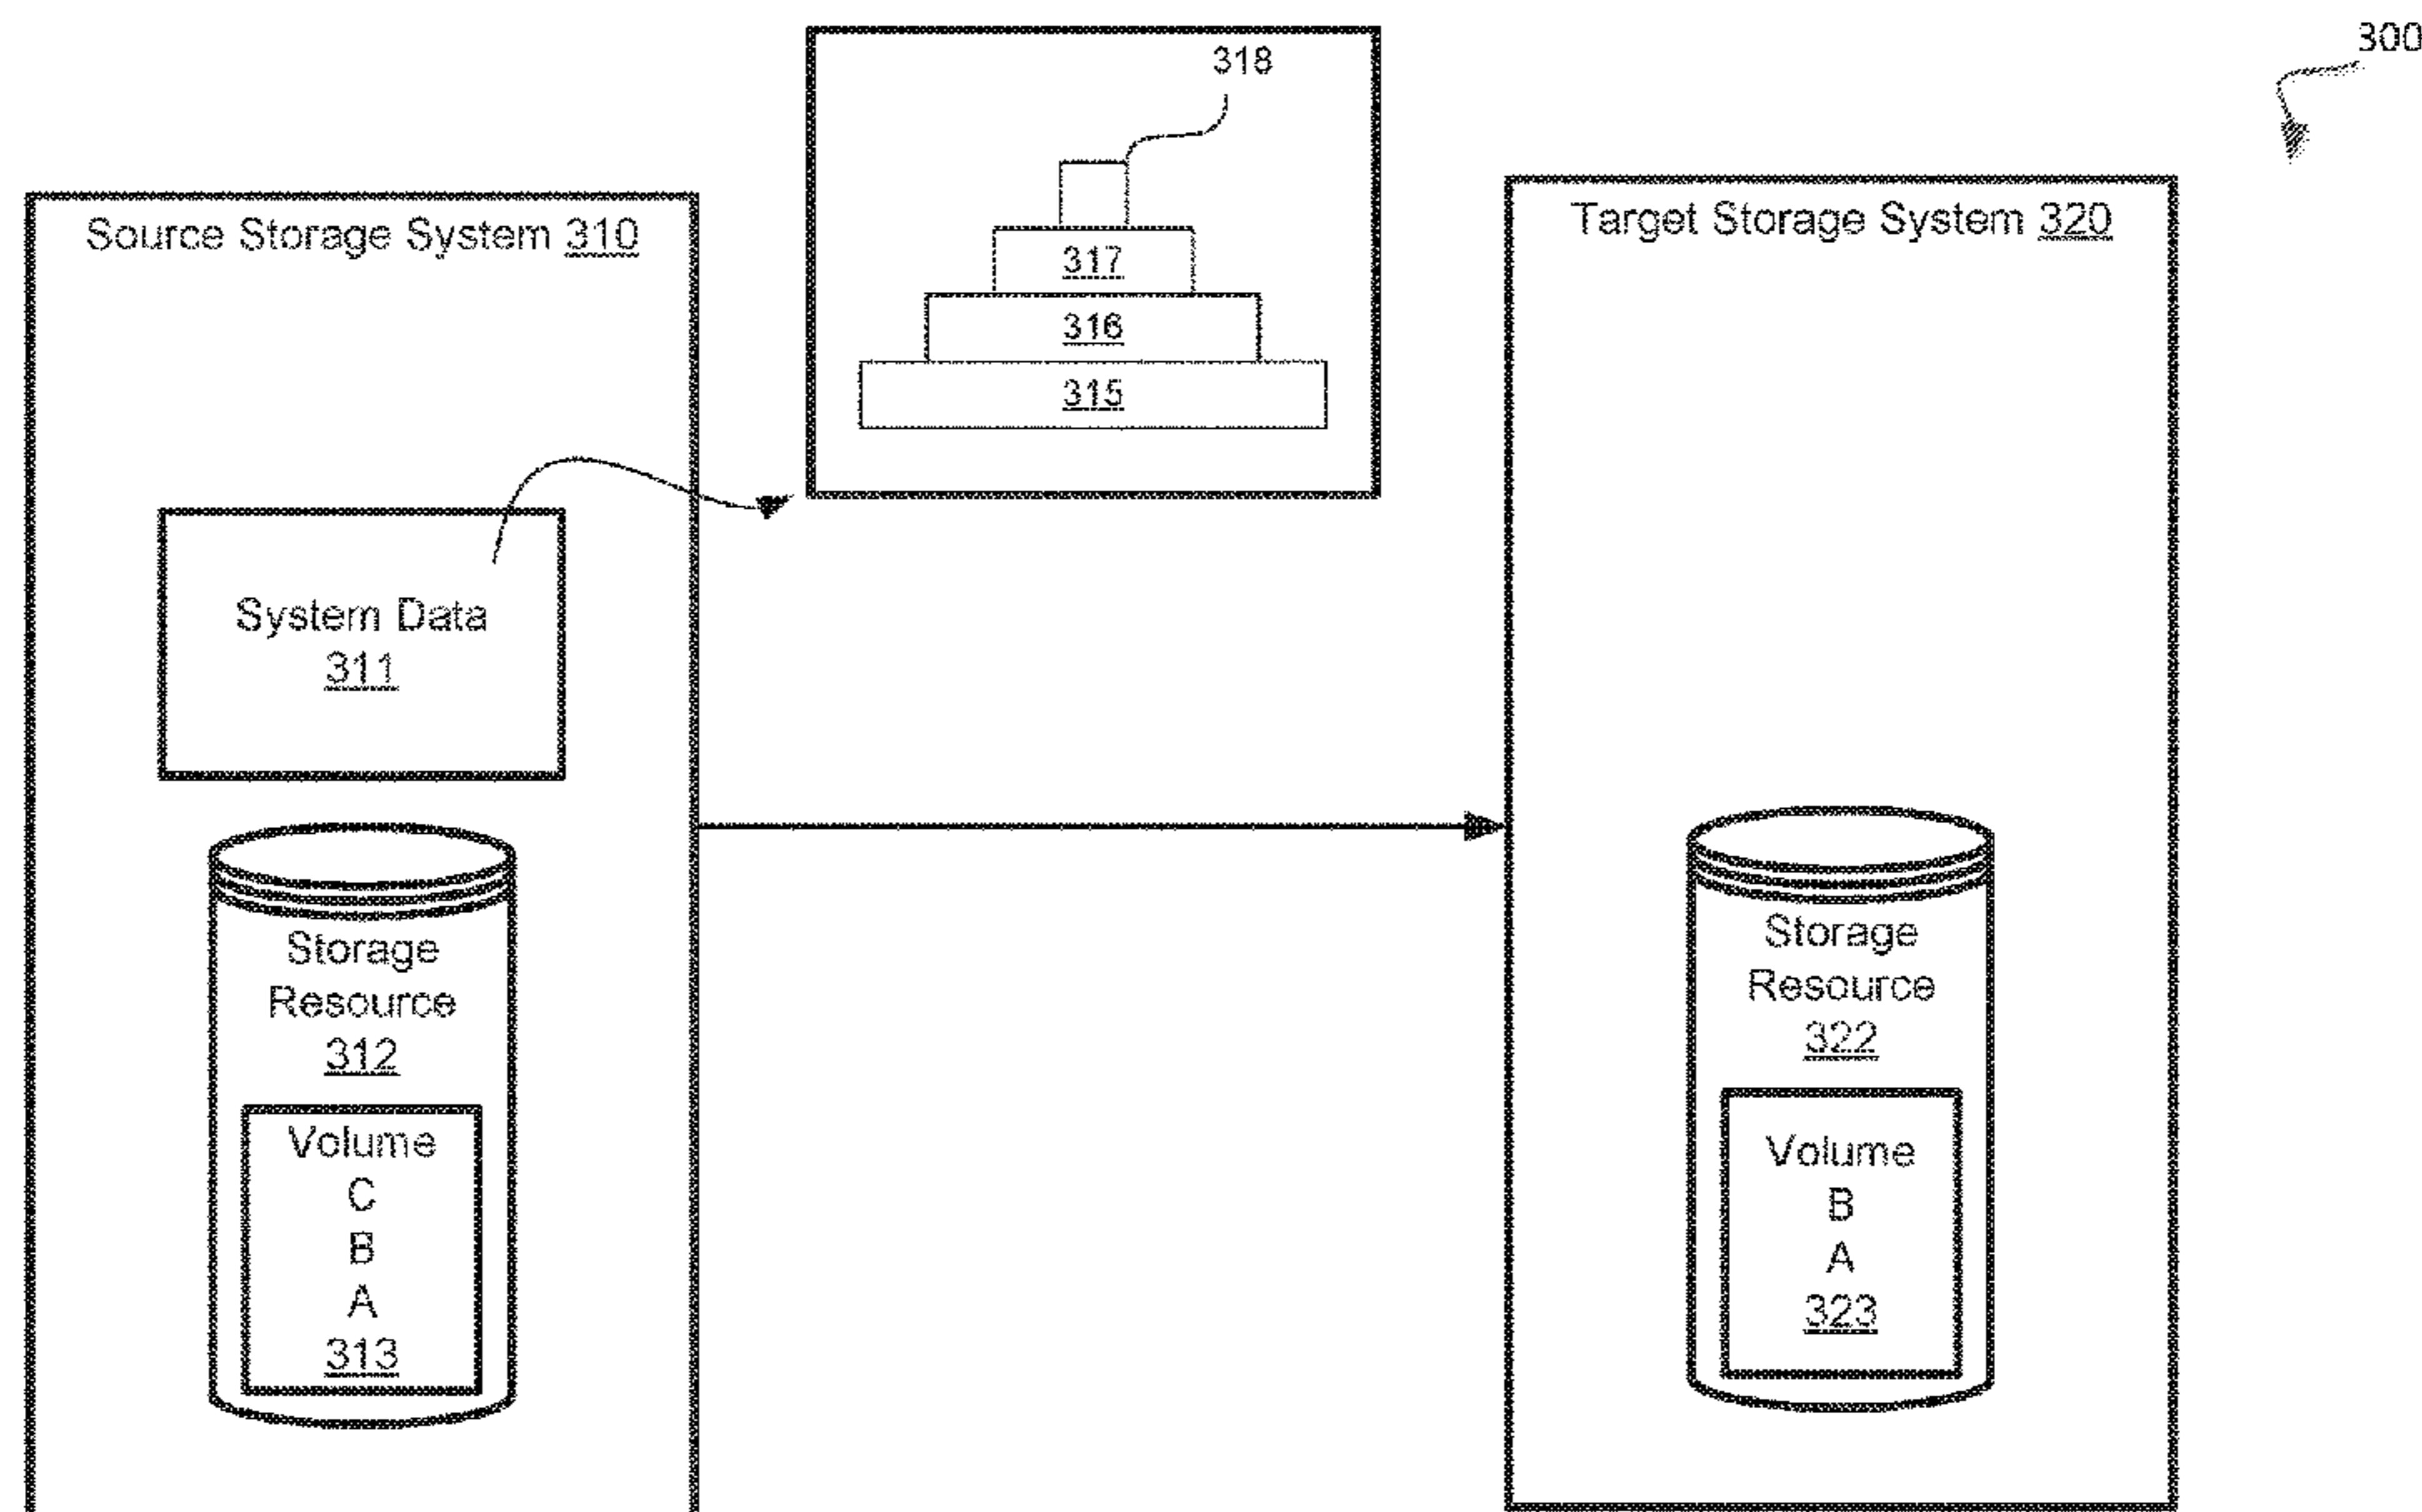 300
318
317
316
315
Source Storage System 310
System Data
311
Storage
Resource
312
Volume
C
B
A
313
Target Storage System 320
Storage
Resource
322
Volume
B
A
323